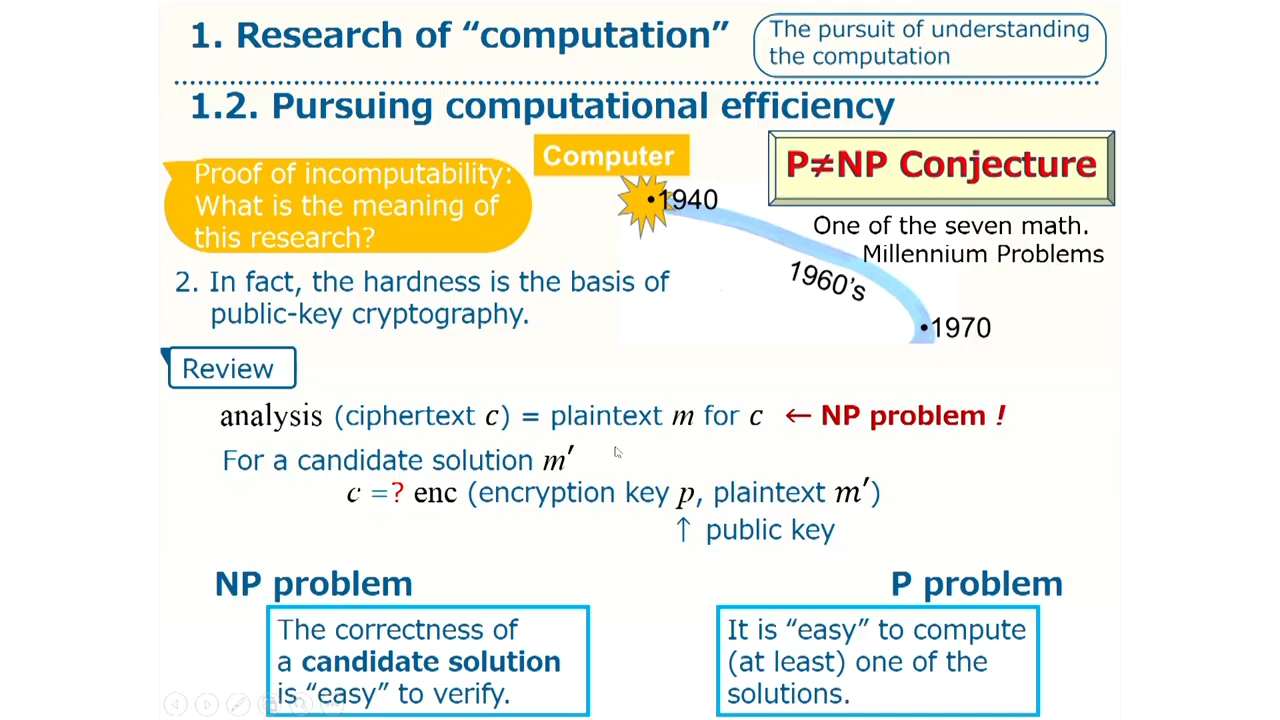 1. Research of “computation”
The pursuit of understanding
the computation
1.2. Pursuing computational efficiency
Proof of incomputability:
What is the meaning of
this research?
Computer
•1940
1960’s
•1970
P≠NP Conjecture
One of the seven math.
Millennium Problems
2. In fact, the hardness is the basis of
public-key cryptography.
Review
analysis (ciphertext c) = plaintext m for c ← NP problem !
For a candidate solution m′
c =? enc (encryption key p, plaintext m′)
↑ public key
NP problem
The correctness of
a candidate solution
is “easy” to verify.
P problem
It is “easy” to compute
(at least) one of the
solutions.